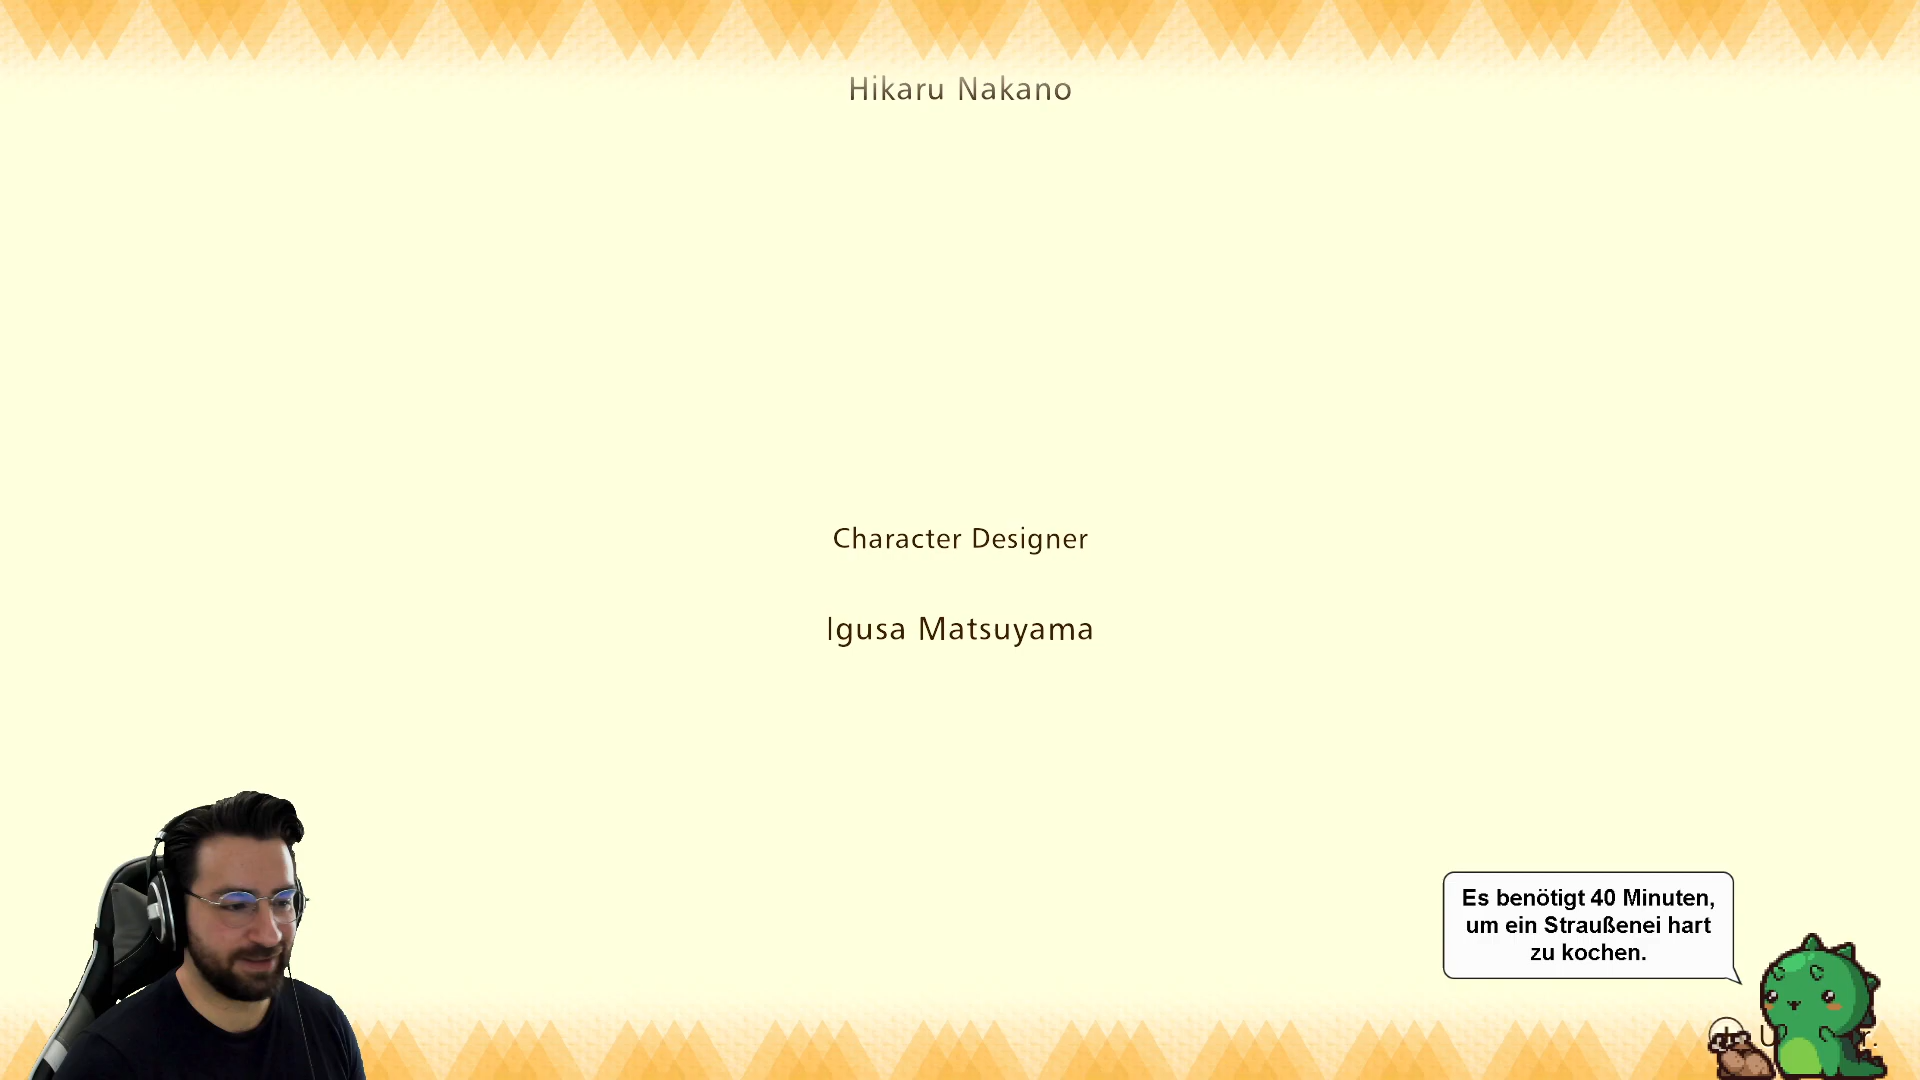 Hikaru Nakano
Character Designer
Igusa Matsuyama
Es benötigt 40 Minuten,
um ein Straußenei hart
zu kochen.